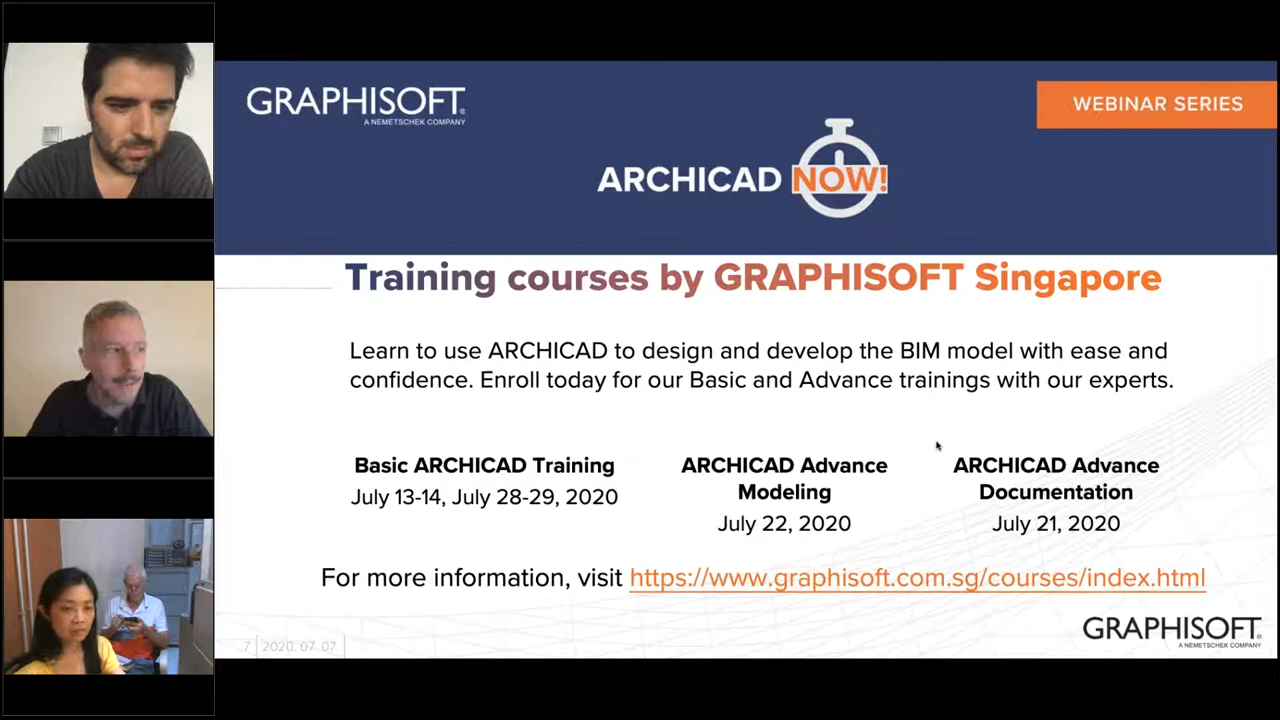 GRAPHISOFT®
A NEMETSCHEK COMPANY
WEBINAR SERIES
ARCHICAD NOW!
Training courses by GRAPHISOFT Singapore
Learn to use ARCHICAD to design and develop the BIM model with ease and
confidence. Enroll today for our Basic and Advance trainings with our experts.
Basic ARCHICAD Training
July 13-14, July 28-29, 2020
ARCHICAD Advance
Modeling
July 22, 2020
ARCHICAD Advance
Documentation
July 21, 2020
For more information, visit https://www.graphisoft.com.sg/courses/index.html
7 | 2020. 07. 07
GRAPHISOFT®
A NEMETSCHEK COMPANY